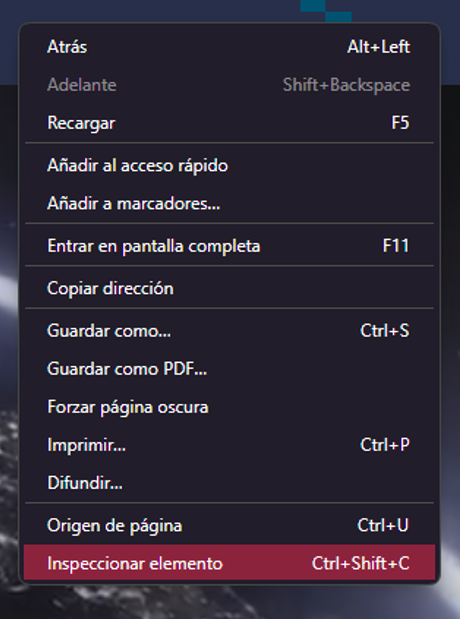 Atrás Alt+Left
Adelante Shift+Backspace
Recargar F5
Añadir al acceso rápido
Añadir a marcadores...
Entrar en pantalla completa F11
Copiar dirección
Guardar como... Ctrl+S
Guardar como PDF...
Forzar página oscura
Imprimir... Ctrl+P
Difundir...
Origen de página Ctrl+U
Inspeccionar elemento Ctrl+Shift+C